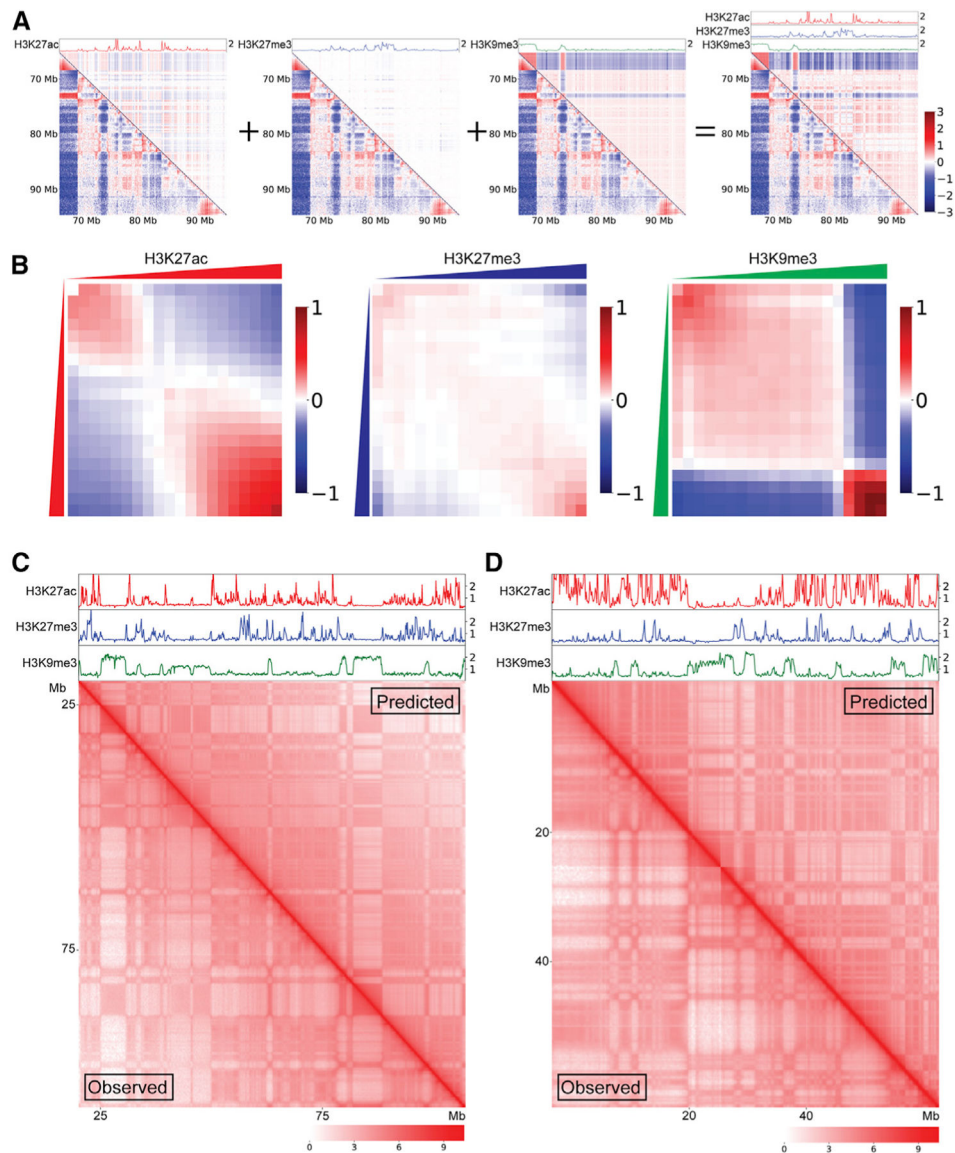 A
H3K27ac
2
H3K27me3
2
H3K9me3
2
H3K27ac
2
H3K27me3
2
H3K9me3
2
70 Mb
80 Mb
90 Mb
70 Mb 80 Mb 90 Mb
+
70 Mb 80 Mb 90 Mb
+
70 Mb 80 Mb 90 Mb
=
70 Mb 80 Mb 90 Mb
3
2
1
0
−1
−2
−3
B
H3K27ac
1
0
−1
H3K27me3
1
0
−1
H3K9me3
1
0
−1
C
H3K27ac
2
1
H3K27me3
2
1
H3K9me3
2
1
Mb
25
75
Predicted
Observed
25 75 Mb
0 3 6 9
D
H3K27ac
2
1
H3K27me3
2
1
H3K9me3
2
1
Mb
20
40
Predicted
Observed
20 40 Mb
0 3 6 9